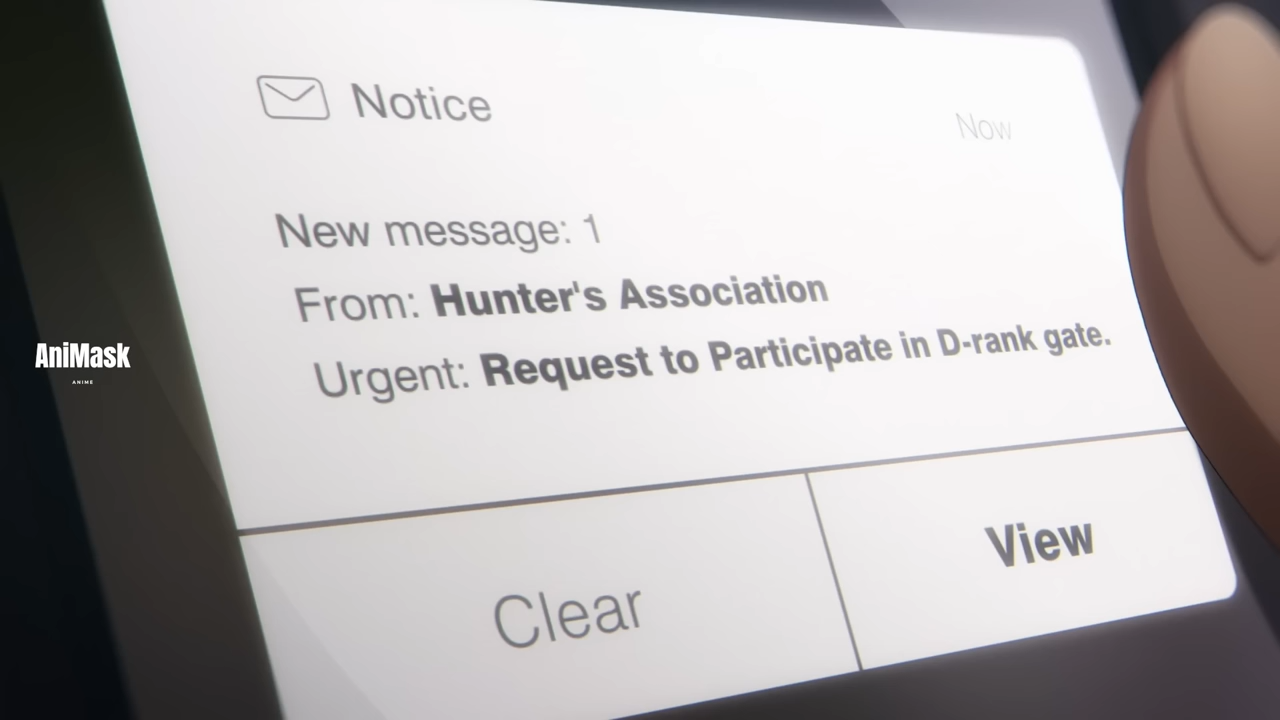 Notice
Now
New message: 1
From: Hunter's Association
Urgent: Request to Participate in D-rank gate.
AniMask
ANIME
Clear
View